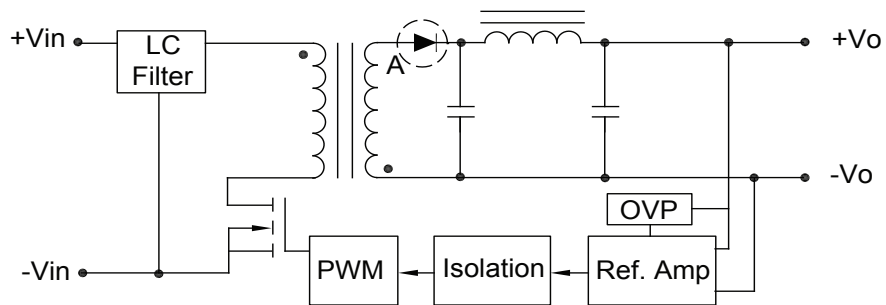 +Vin
LC
Filter
A
+Vo
-Vo
OVP
-Vin
PWM
Isolation
Ref. Amp